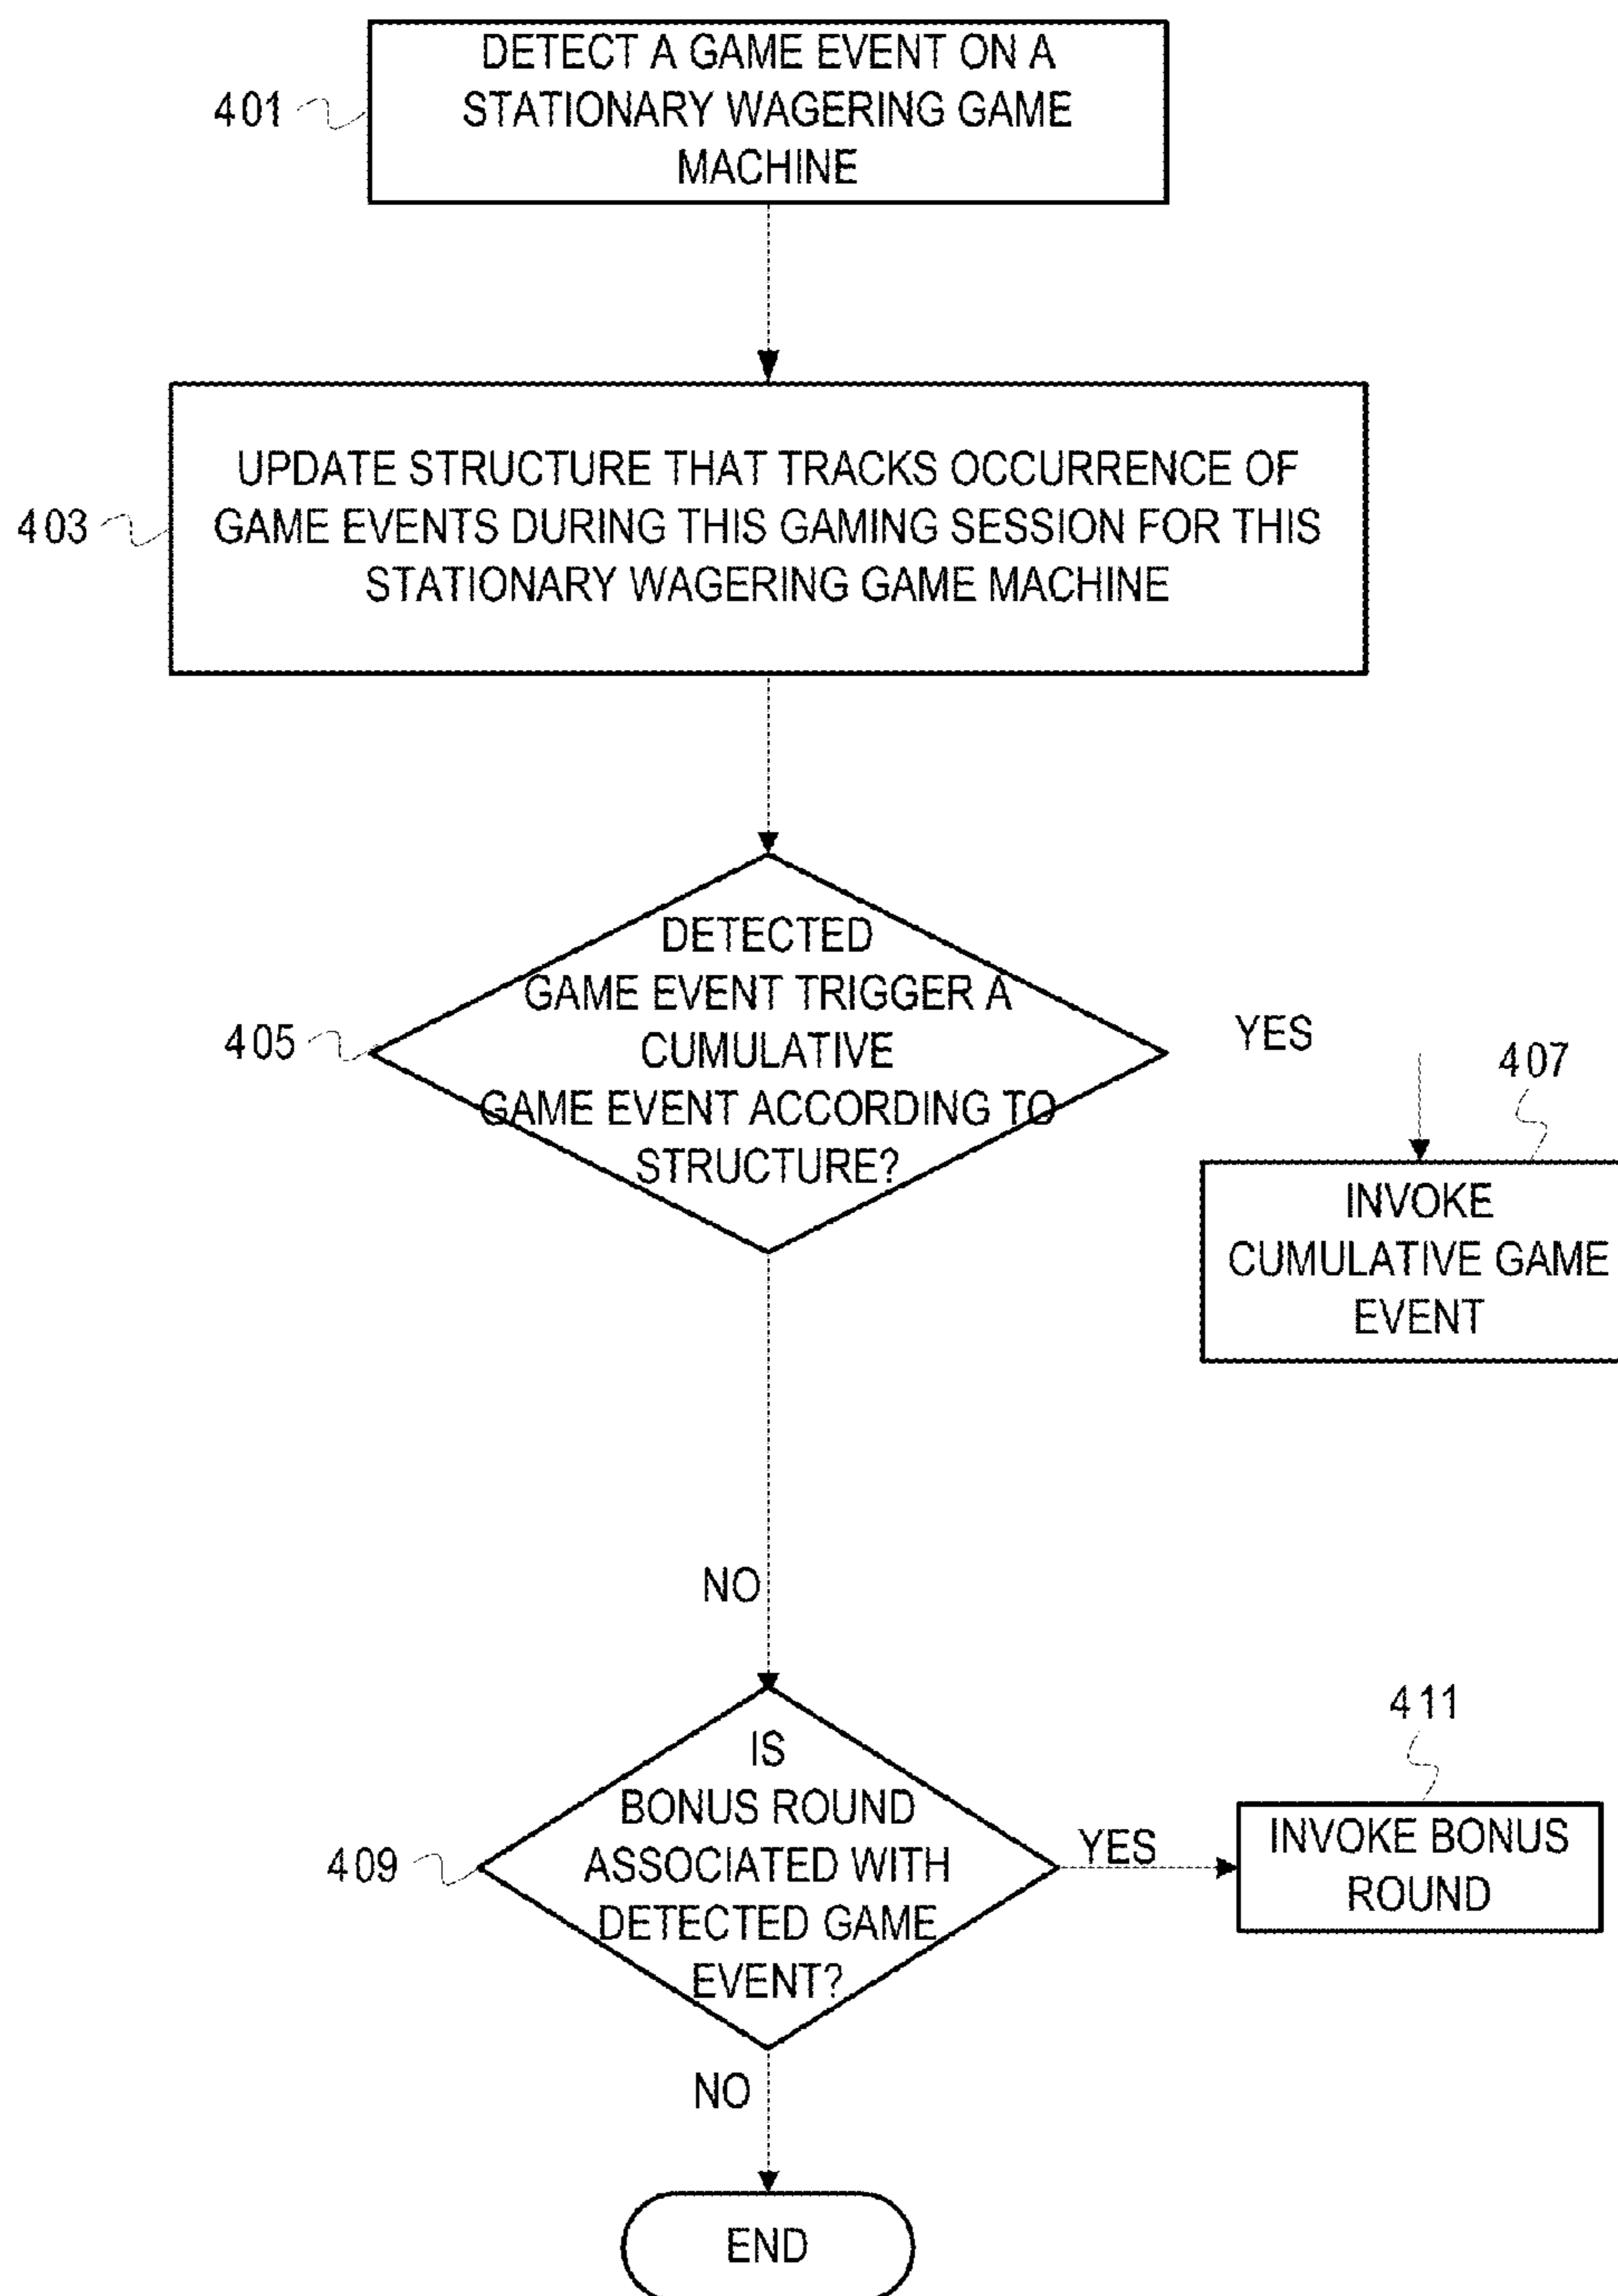 DETECT A GAME EVENT ON A
STATIONARY WAGERING GAME
MACHINE
401
UPDATE STRUCTURE THAT TRACKS OCCURRENCE OF
GAME EVENTS DURING THIS GAMING SESSION FOR THIS
STATIONARY WAGERING GAME MACHINE
403
DETECTED
GAME EVENT TRIGGER A
CUMULATIVE
GAME EVENT ACCORDING TO
STRUCTURE?
405
YES
407
INVOKE
CUMULATIVE GAME
EVENT
NO
IS
BONUS ROUND
ASSOCIATED WITH
DETECTED GAME
EVENT?
409
YES
411
INVOKE BONUS
ROUND
NO
END